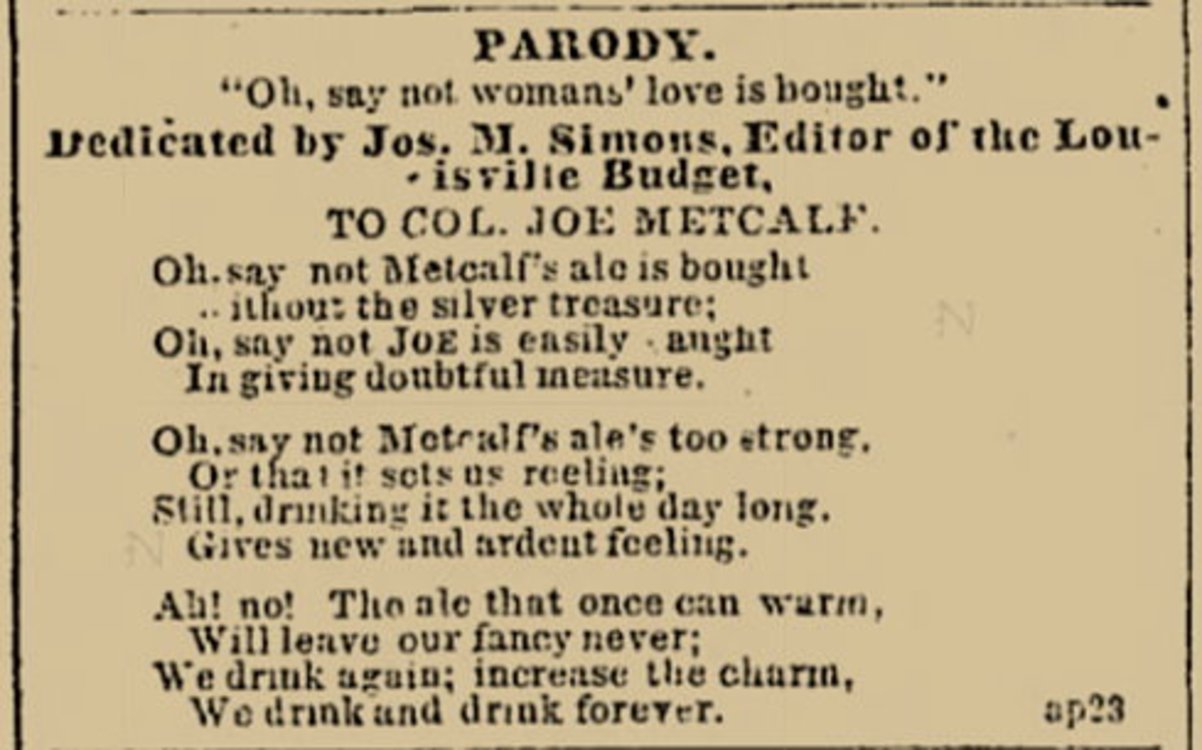 PARODY.
"Oh, say not womans' love is bought."
Dedicated by Jos. M. Simons, Editor of the Lou-
isville Budget,
TO COL. JOE METCALF.
Oh, say not Metcalf's ale is bought
ithout the silver treasure;
Oh, say not JOE is easily aught
In giving doubtful measure.
Oh, say not Metcalf's ale's too strong,
Or that it sets us reeling;
Still, drinking it the whole day long.
Gives new and ardent feeling.
Ah! no! The ale that once can warm,
Will leave our fancy never;
We drink again; increase the charm,
We drink and drink forever. ap23